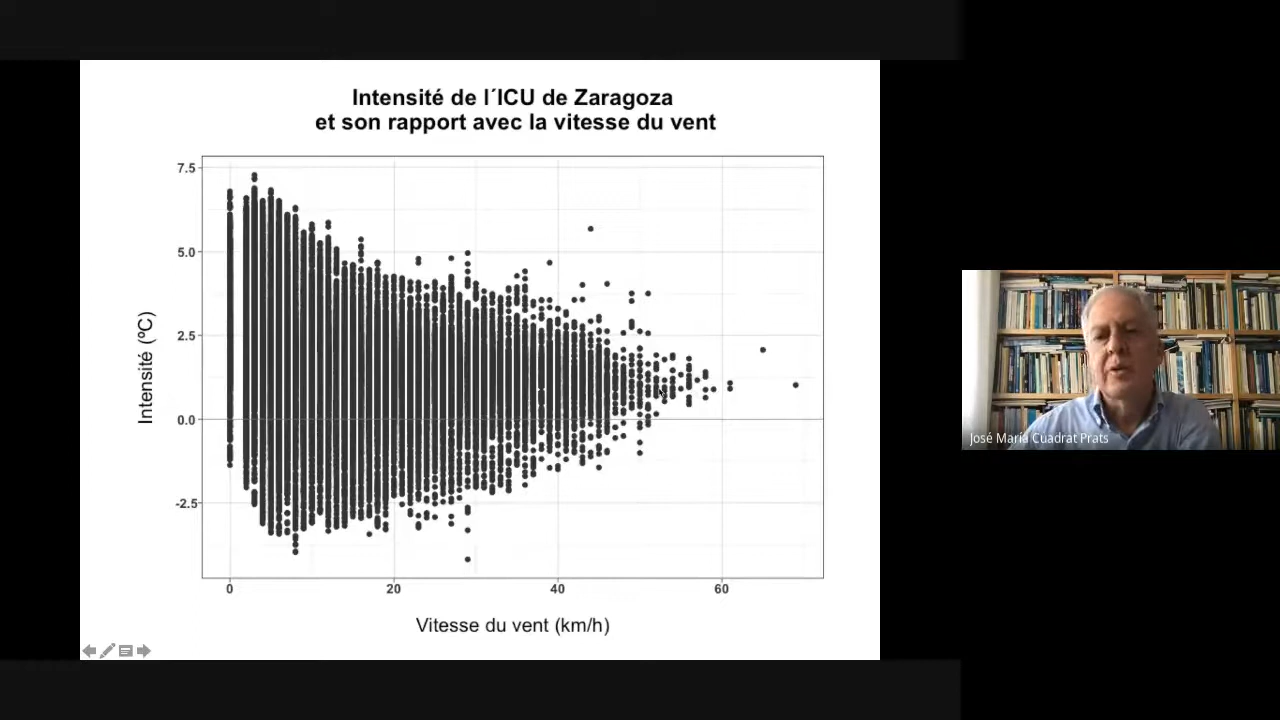 Intensité de l´ICU de Zaragoza
et son rapport avec la vitesse du vent
7.5
5.0
2.5
0.0
-2.5
Intensité (ºC)
0 20 40 60
Vitesse du vent (km/h)
José María Cuadrat Prats